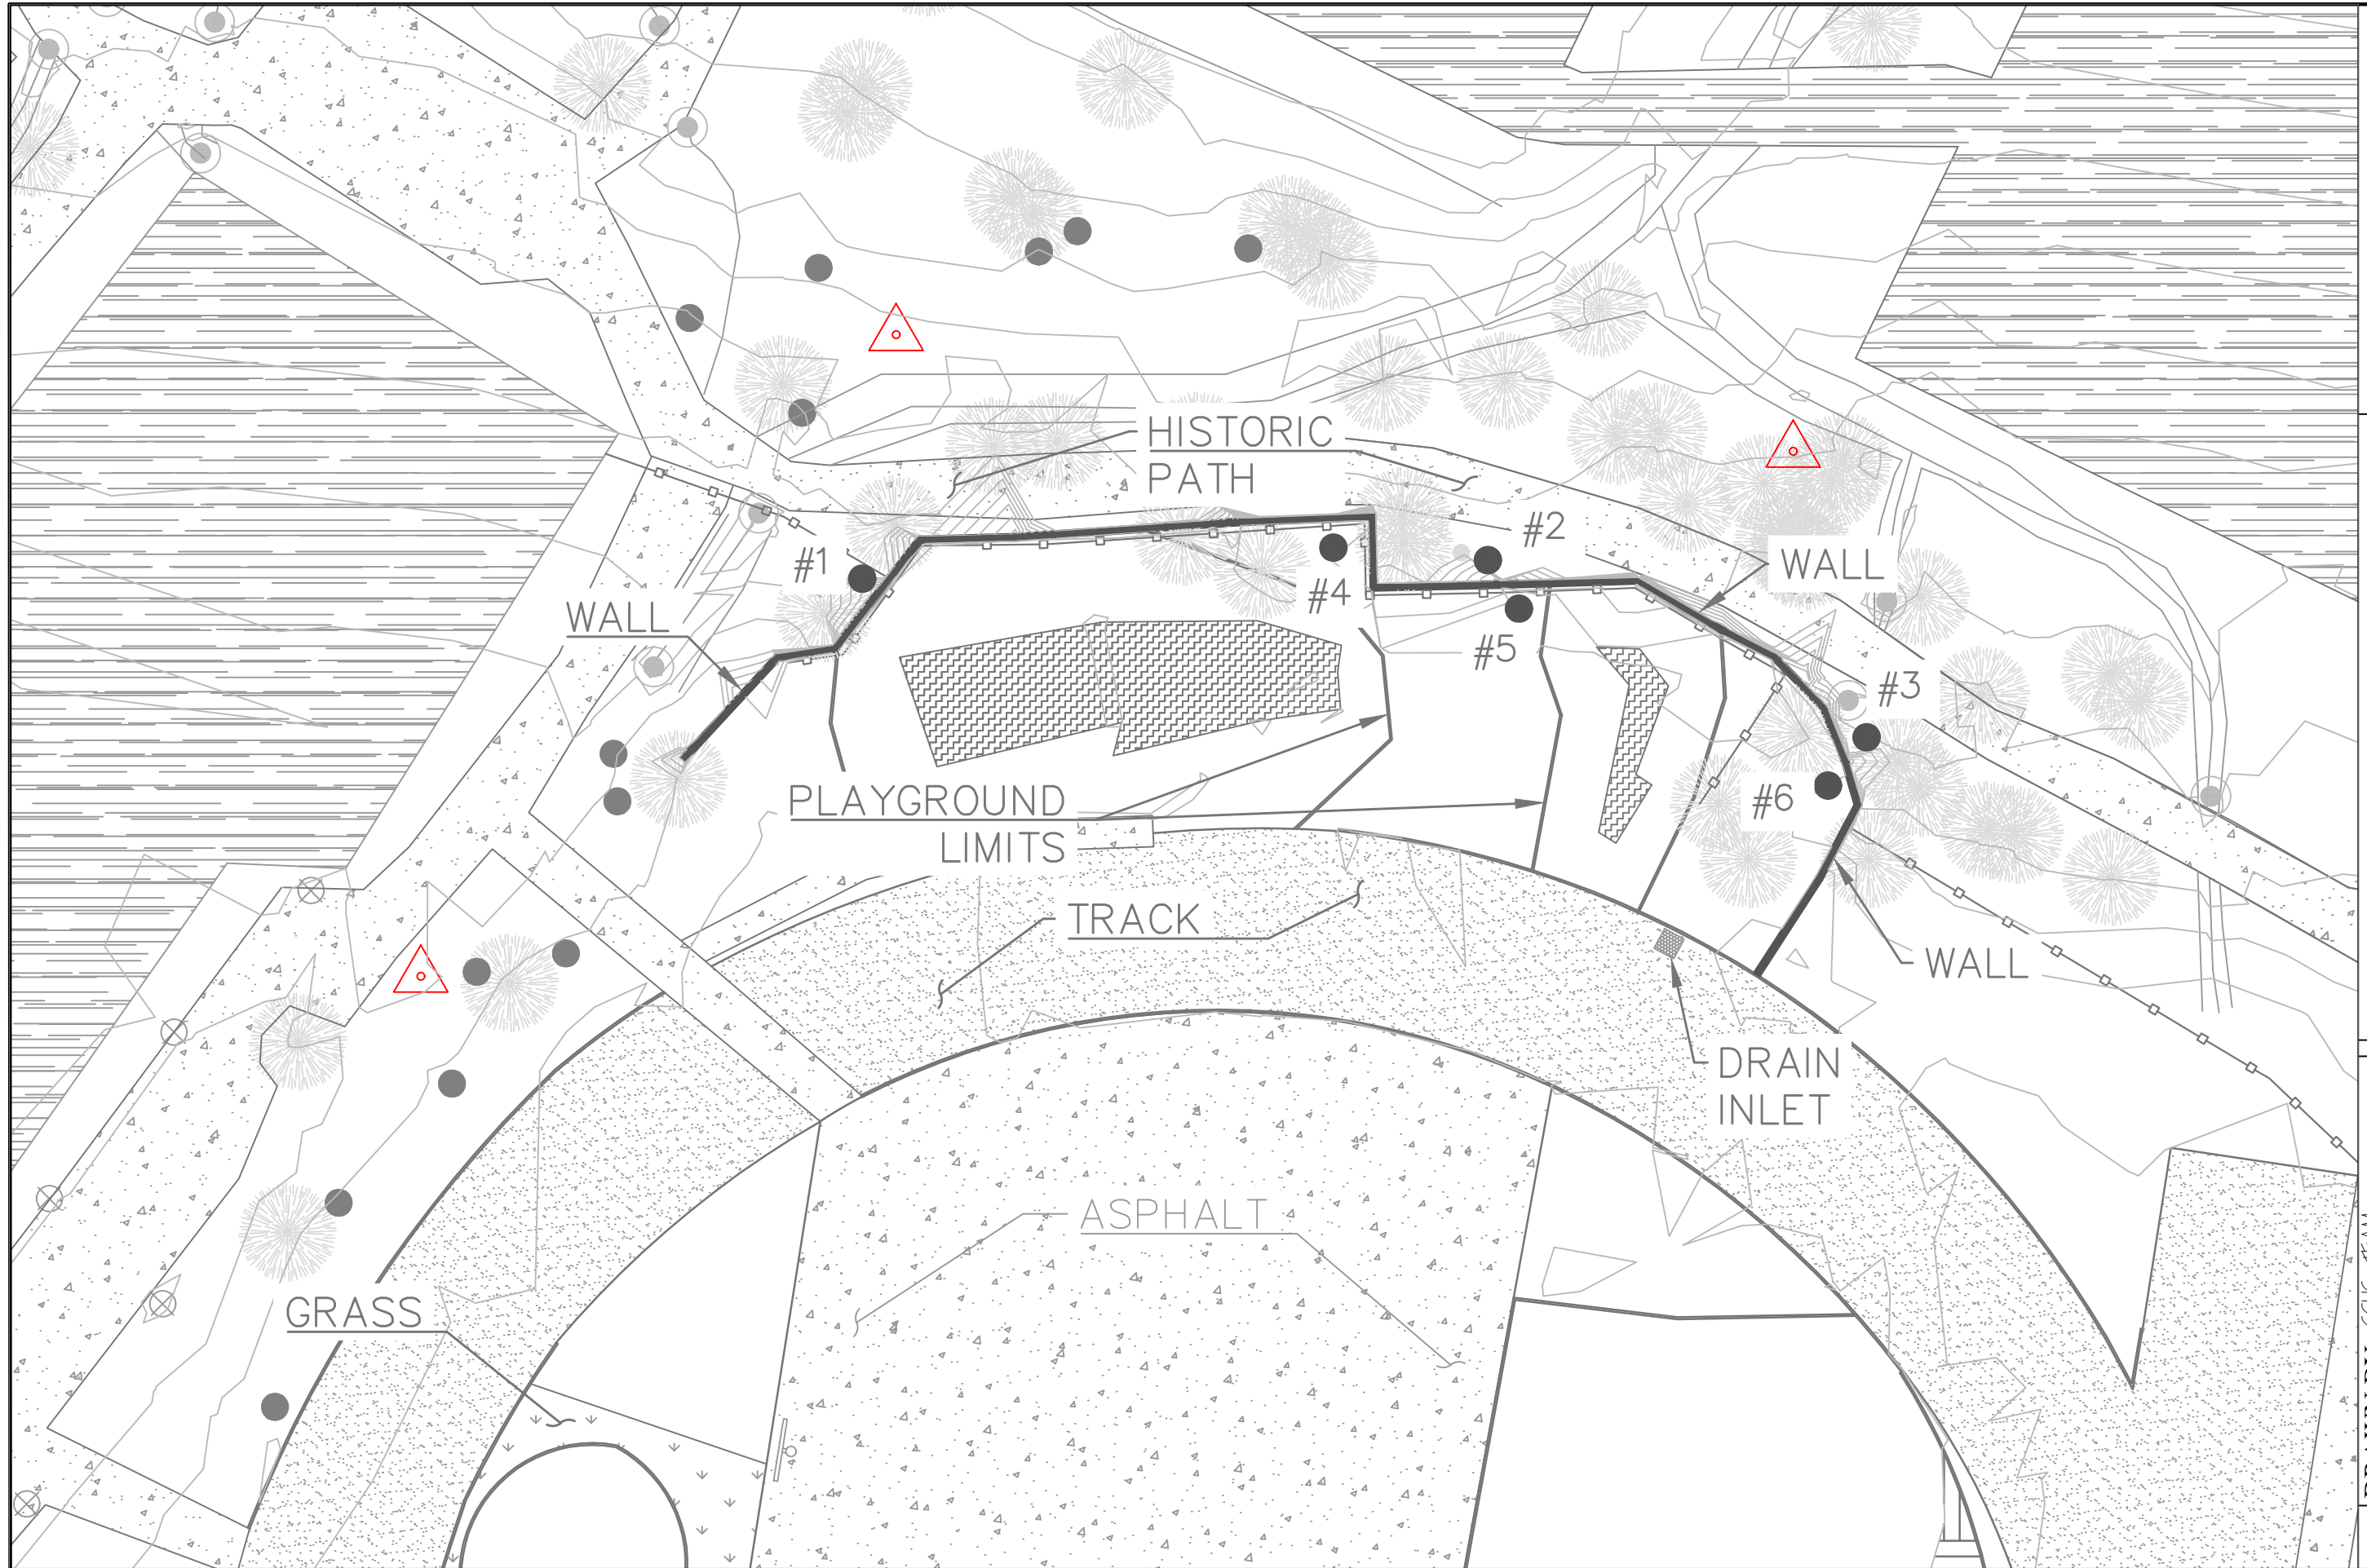 HISTORIC
PATH
#2
#1
WALL
#4
WALL
#5
#3
PLAYGROUND
LIMITS
#6
TRACK
WALL
DRAIN
INLET
ASPHALT
GRASS